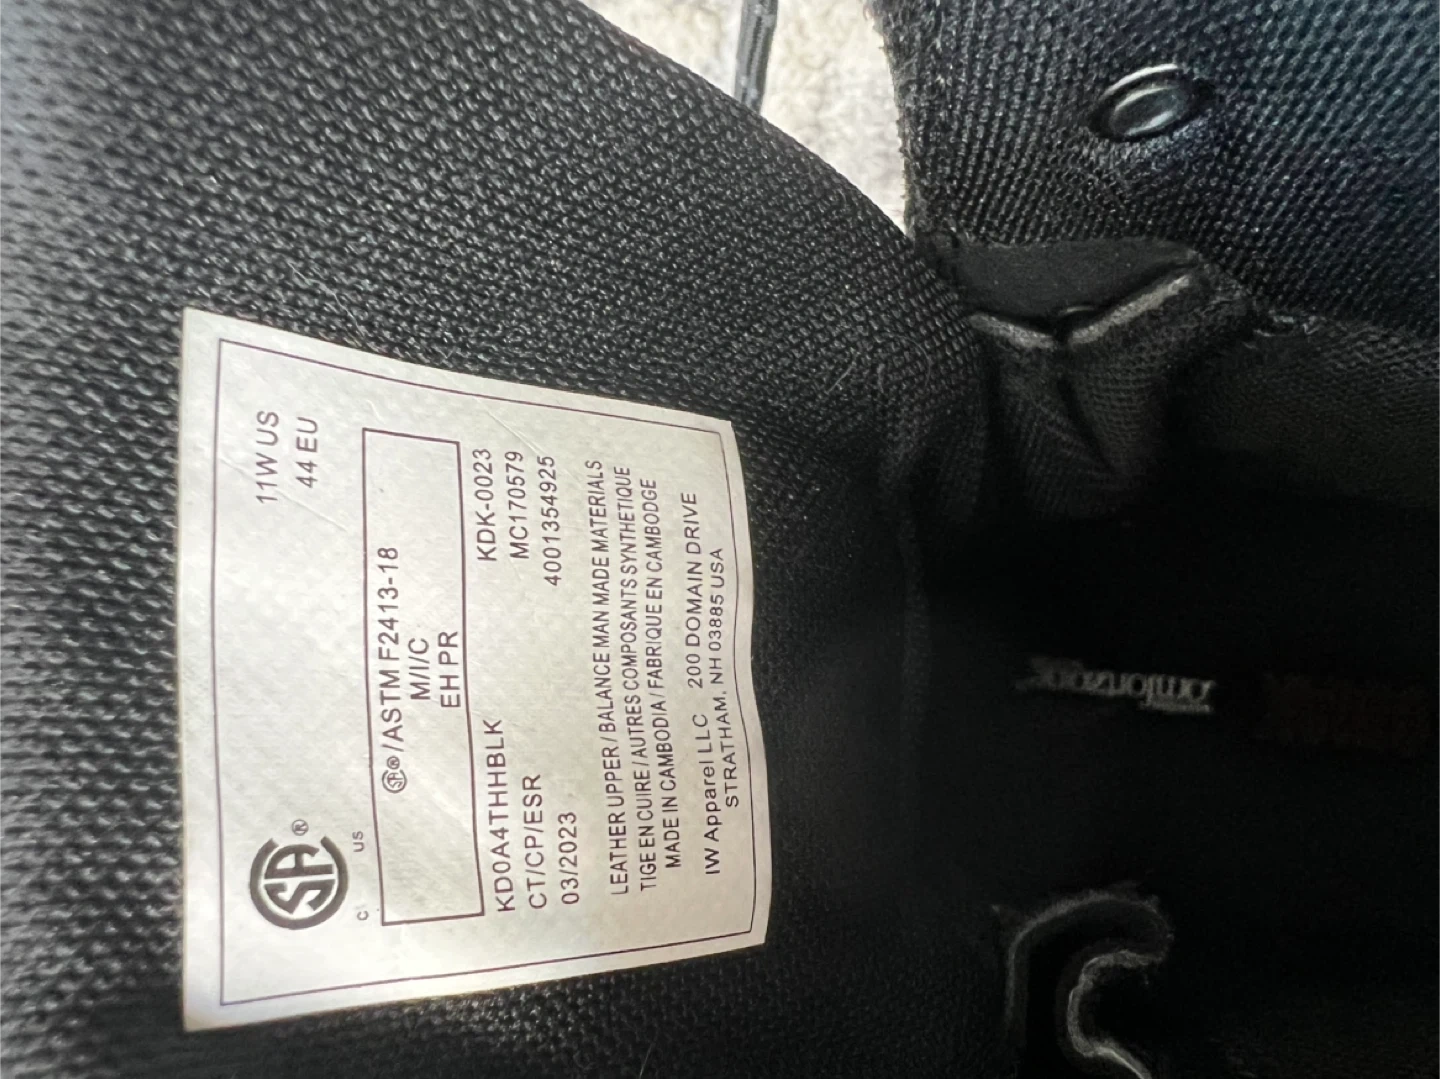 11W US
44 EU
SA®
C US
SA®/ASTM F2413-18
M/I/C
EH PR
KD0A4THHBLK KDK-0023
CT/CP/ESR MC170579
03/2023 4001354925
LEATHER UPPER / BALANCE MAN MADE MATERIALS
TIGE EN CUIRE / AUTRES COMPOSANTS SYNTHETIQUE
MADE IN CAMBODIA / FABRIQUE EN CAMBODGE
IW Apparel LLC 200 DOMAIN DRIVE
STRATHAM, NH 03885 USA